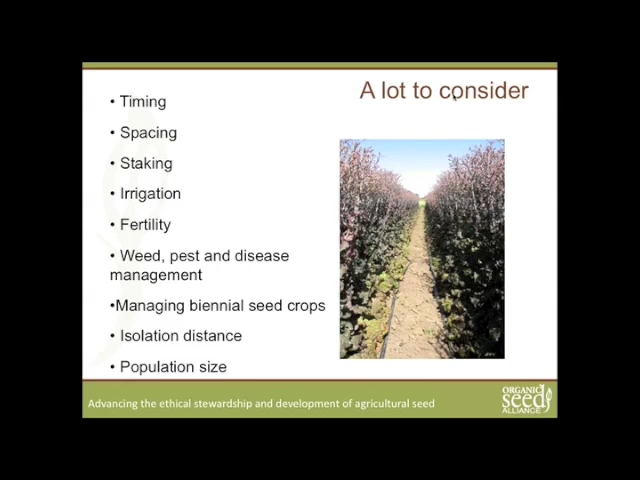 A lot to consider
• Timing
• Spacing
• Staking
• Irrigation
• Fertility
• Weed, pest and disease
management
•Managing biennial seed crops
• Isolation distance
• Population size
Advancing the ethical stewardship and development of agricultural seed
ORGANIC
seed
ALLIANCE